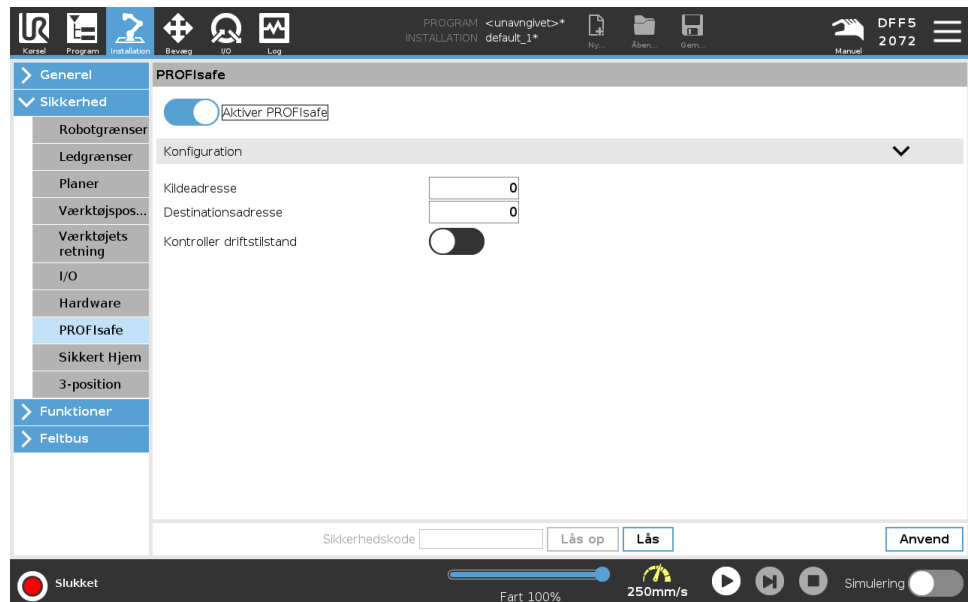 UR
PROGRAM <unavngivet>*
INSTALLATION default_1*
Kørsel Program Installation Bevæg I/O Log
Ny... Åben... Gem...
Manuel
DFF5
2072
Generel
Sikkerhed
Robotgrænser
Ledgrænser
Planer
Værktøjspos...
Værktøjets
retning
I/O
Hardware
PROFIsafe
Sikkert Hjem
3-position
Funktioner
Feltbus
PROFIsafe
Aktiver PROFIsafe
Konfiguration
Kildeadresse 0
Destinationsadresse 0
Kontroller driftstilstand
Sikkerhedskode Lås op Lås Anvend
Slukket
Fart 100%
250mm/s
Simulering